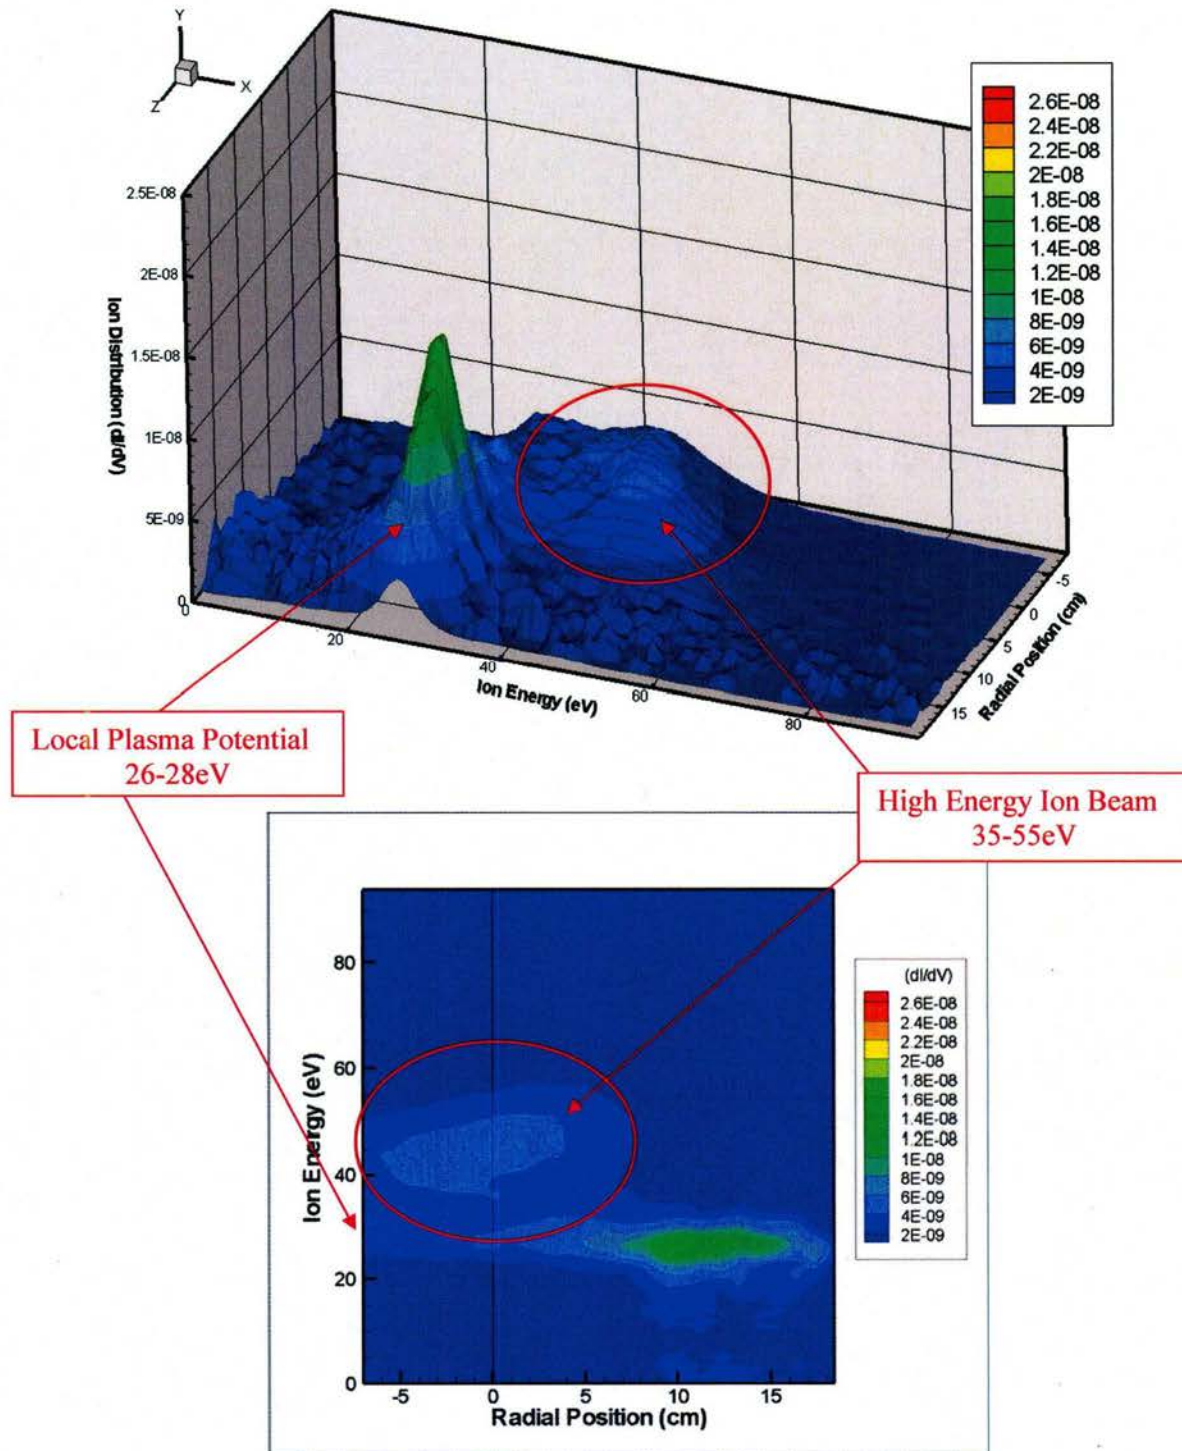 Y
X
Z
2.6E-08
2.4E-08
2.2E-08
2E-08
1.8E-08
1.6E-08
1.4E-08
1.2E-08
1E-08
8E-09
6E-09
4E-09
2E-09
Ion Distribution (dI/dV)
2.5E-08
2E-08
1.5E-08
1E-08
5E-09
0
0
20
40
60
80
Ion Energy (eV)
-5
0
5
10
15
Radial Position (cm)
Local Plasma Potential
26-28eV
High Energy Ion Beam
35-55eV
Ion Energy (eV)
80
60
40
20
0
-5
0
5
10
15
Radial Position (cm)
(dI/dV)
2.6E-08
2.4E-08
2.2E-08
2E-08
1.8E-08
1.6E-08
1.4E-08
1.2E-08
1E-08
8E-09
6E-09
4E-09
2E-09